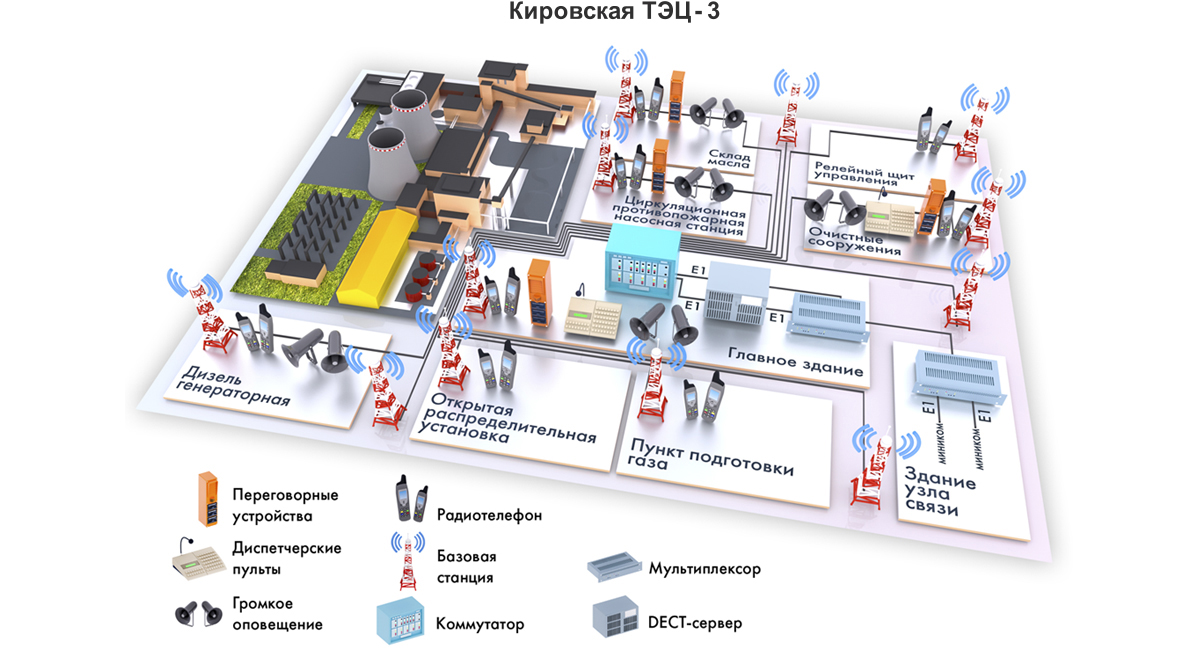 Кировская ТЭЦ- 3
Склад
масла
Релейный щит
управления
Циркуляционная
противопожарная
насосная станция
Очистные
сооружения
E1
E1
E1
Главное здание
Дизель
генераторная
Открытая
распределительная
установка
Пункт подготовки
газа
E1
E1
миником
миником
Здание
узла
связи
Переговорные
устройства
Радиотелефон
Диспетчерские
пульты
Базовая
станция
Мультиплексор
Громкое
оповещение
Коммутатор
DECT-сервер